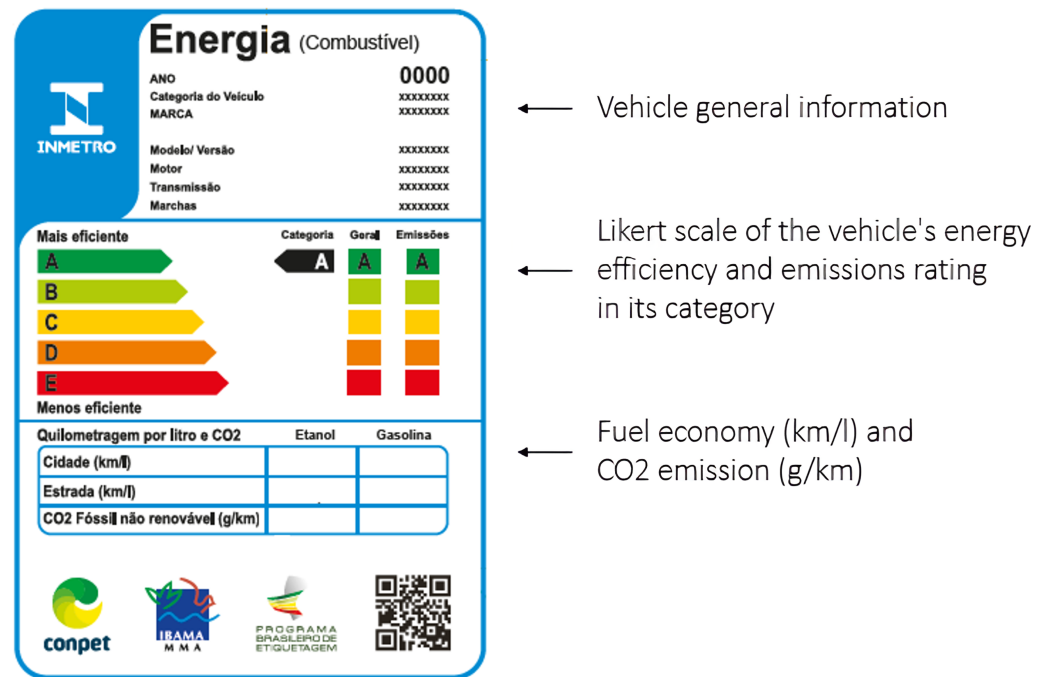 Energia (Combustível)
ANO 0000
Categoria do Veículo xxxxxxxx
MARCA xxxxxxxx
INMETRO
Modelo/ Versão xxxxxxxx
Motor xxxxxxxx
Transmissão xxxxxxxx
Marchas xxxxxxxx
Vehicle general information
Mais eficiente Categoria Geral Emissões
A A A A
B
C
D
E
Menos eficiente
Likert scale of the vehicle's energy
efficiency and emissions rating
in its category
Quilometragem por litro e CO2 Etanol Gasolina
Cidade (km/l)
Estrada (km/l)
CO2 Fóssil não renovável (g/km)
Fuel economy (km/l) and
CO2 emission (g/km)
conpet
IBAMA
MMA
PROGRAMA
BRASILEIRO DE
ETIQUETAGEM